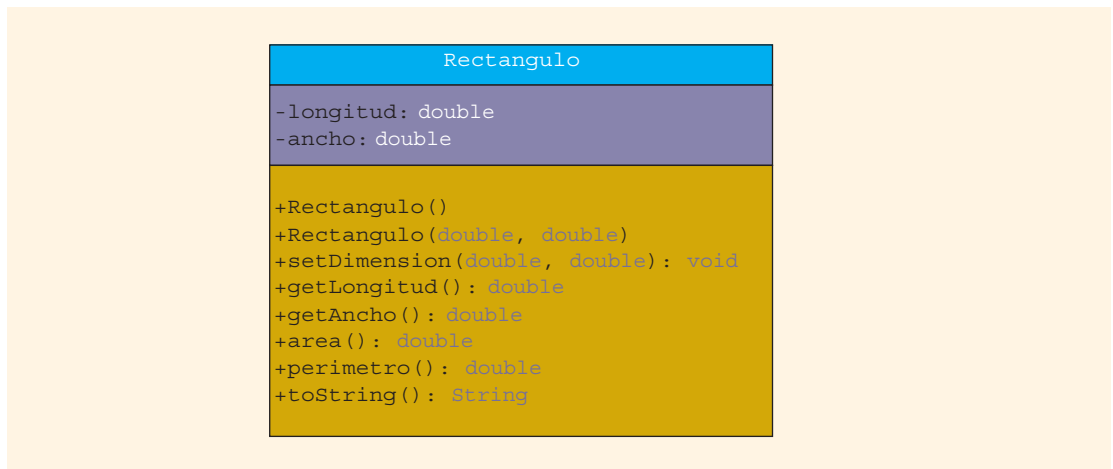 Rectangulo
-longitud: double
-ancho: double
+Rectangulo()
+Rectangulo(double, double)
+setDimension(double, double): void
+getLongitud(): double
+getAncho(): double
+area(): double
+perimetro(): double
+toString(): String